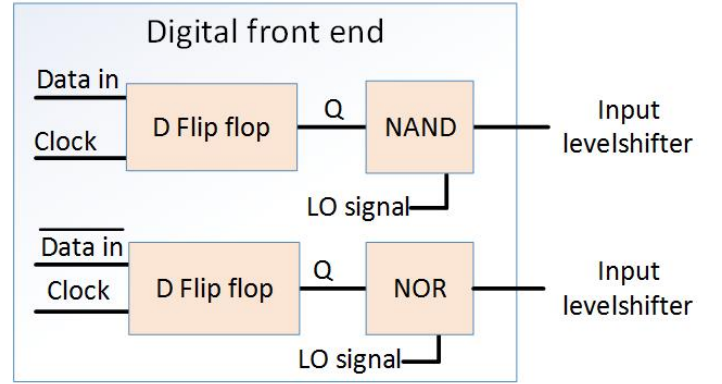 Digital front end
Data in
Clock
D Flip flop
Q
NAND
LO signal
Input
levelshifter
Data in
Clock
D Flip flop
Q
NOR
LO signal
Input
levelshifter